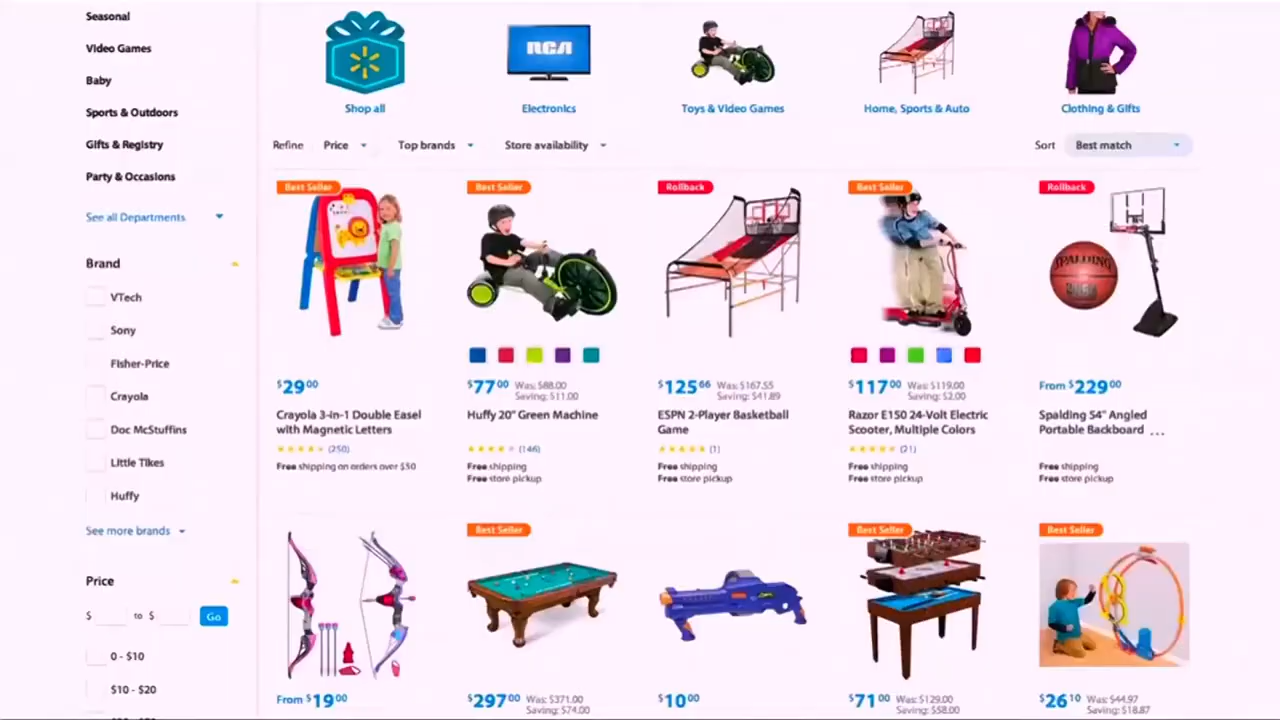 Seasonal
Video Games
Baby
Sports & Outdoors
Gifts & Registry
Party & Occasions
See all Departments
Brand
VTech
Sony
Fisher-Price
Crayola
Doc McStuffins
Little Tikes
Huffy
See more brands
Price
$ to $ Go
0 - $10
$10 - $20
RCA
Shop all
Electronics
Toys & Video Games
Home, Sports & Auto
Clothing & Gifts
Refine Price Top brands Store availability
Sort Best match
Best Seller
$29 00
Crayola 3-in-1 Double Easel
with Magnetic Letters
(250)
Free shipping on orders over $50
Best Seller
$77 00 Was: $88.00
Saving: $11.00
Huffy 20" Green Machine
(146)
Free shipping
Free store pickup
Rollback
$125 66 Was: $167.55
Saving: $41.89
ESPN 2-Player Basketball
Game
(1)
Free shipping
Free store pickup
Best Seller
$117 00 Was: $119.00
Saving: $2.00
Razor E150 24-Volt Electric
Scooter, Multiple Colors
(21)
Free shipping
Free store pickup
Rollback
SPALDING
From $229 00
Spalding 54" Angled
Portable Backboard ...
Free shipping
Free store pickup
From $19 00
Best Seller
$297 00 Was: $371.00
Saving: $74.00
$10 00
Best Seller
$71 00 Was: $129.00
Saving: $58.00
Best Seller
$26 10 Was: $44.97
Saving: $18.87